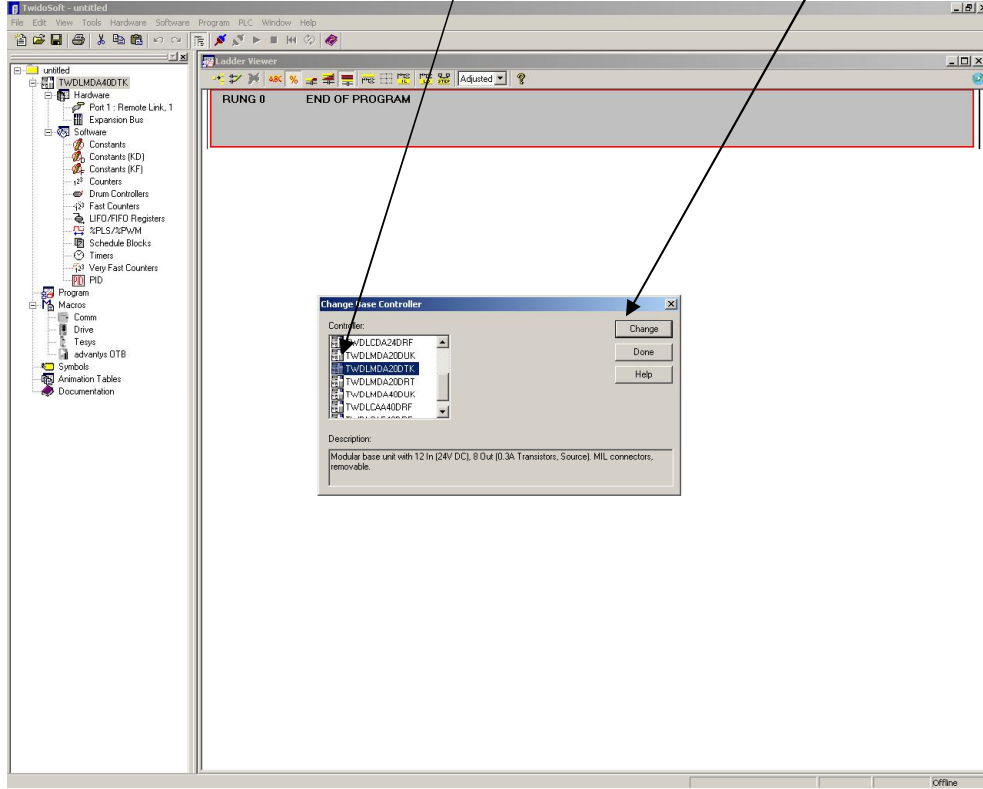 TwidoSoft - untitled
File Edit View Tools Hardware Software Program PLC Window Help
untitled
TWDLMDA40DTK
Hardware
Port 1 : Remote Link, 1
Expansion Bus
Software
Constants
Constants (KD)
Constants (KF)
Counters
Drum Controllers
Fast Counters
LIFO/FIFO Registers
%PLS/%PWM
Schedule Blocks
Timers
Very Fast Counters
PID
Program
Macros
Comm
Drive
Tesys
advantys OTB
Symbols
Animation Tables
Documentation
Ladder Viewer
Adjusted
RUNG 0 END OF PROGRAM
Change Base Controller
Controller:
TWDLCDA24DRF
TWDLMDA20DUK
TWDLMDA20DTK
TWDLMDA20DRT
TWDLMDA40DUK
TWDLCAA40DRF
Change
Done
Help
Description:
Modular base unit with 12 In (24V DC), 8 Out (0.3A Transistors, Source). MIL connectors,
removable.
Offline